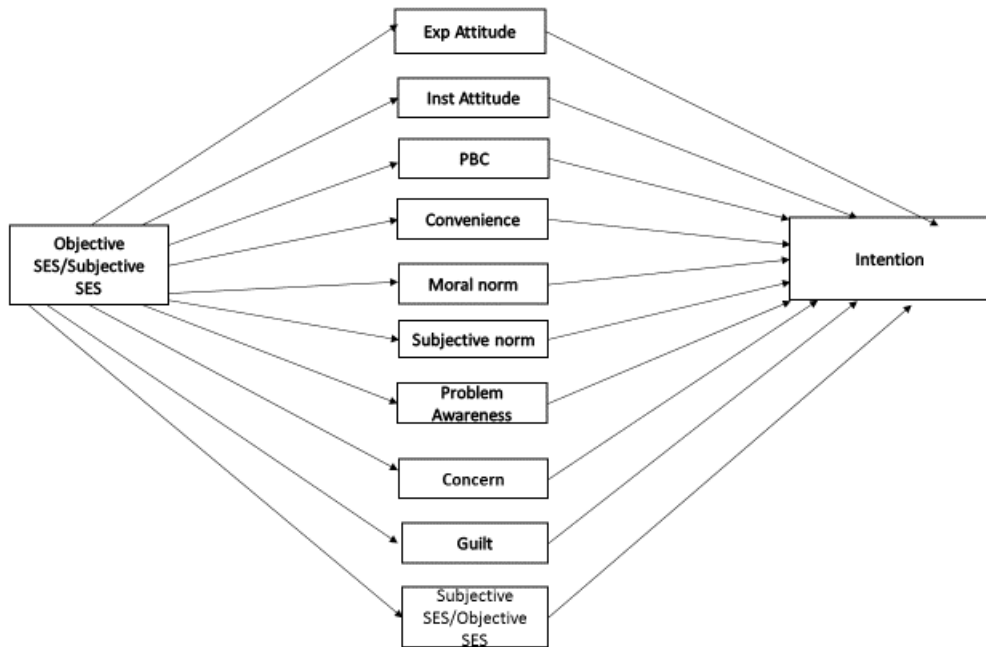 Exp Attitude
Inst Attitude
PBC
Convenience
Objective
SES/Subjective
SES
Intention
Moral norm
Subjective norm
Problem
Awareness
Concern
Guilt
Subjective
SES/Objective
SES